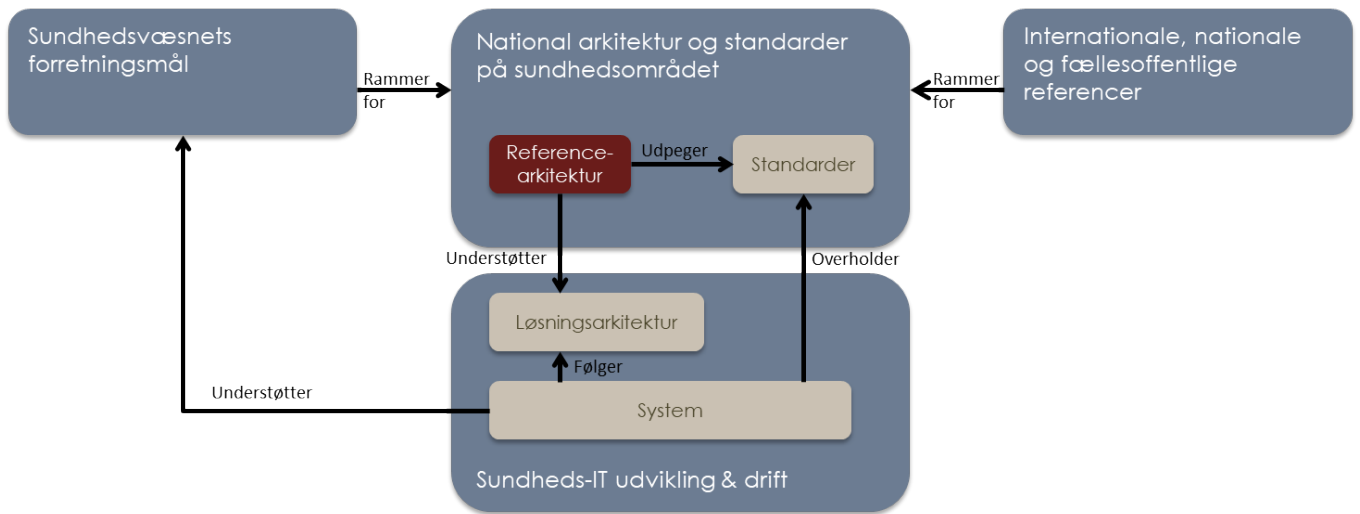 Sundhedsvæsnets
forretningsmål
Rammer
for
National arkitektur og standarder
på sundhedsområdet
Rammer
for
Internationale, nationale
og fællesoffentlige
referencer
Reference-
arkitektur
Udpeger
Standarder
Understøtter
Overholder
Løsningsarkitektur
Følger
Understøtter
System
Sundheds-IT udvikling & drift